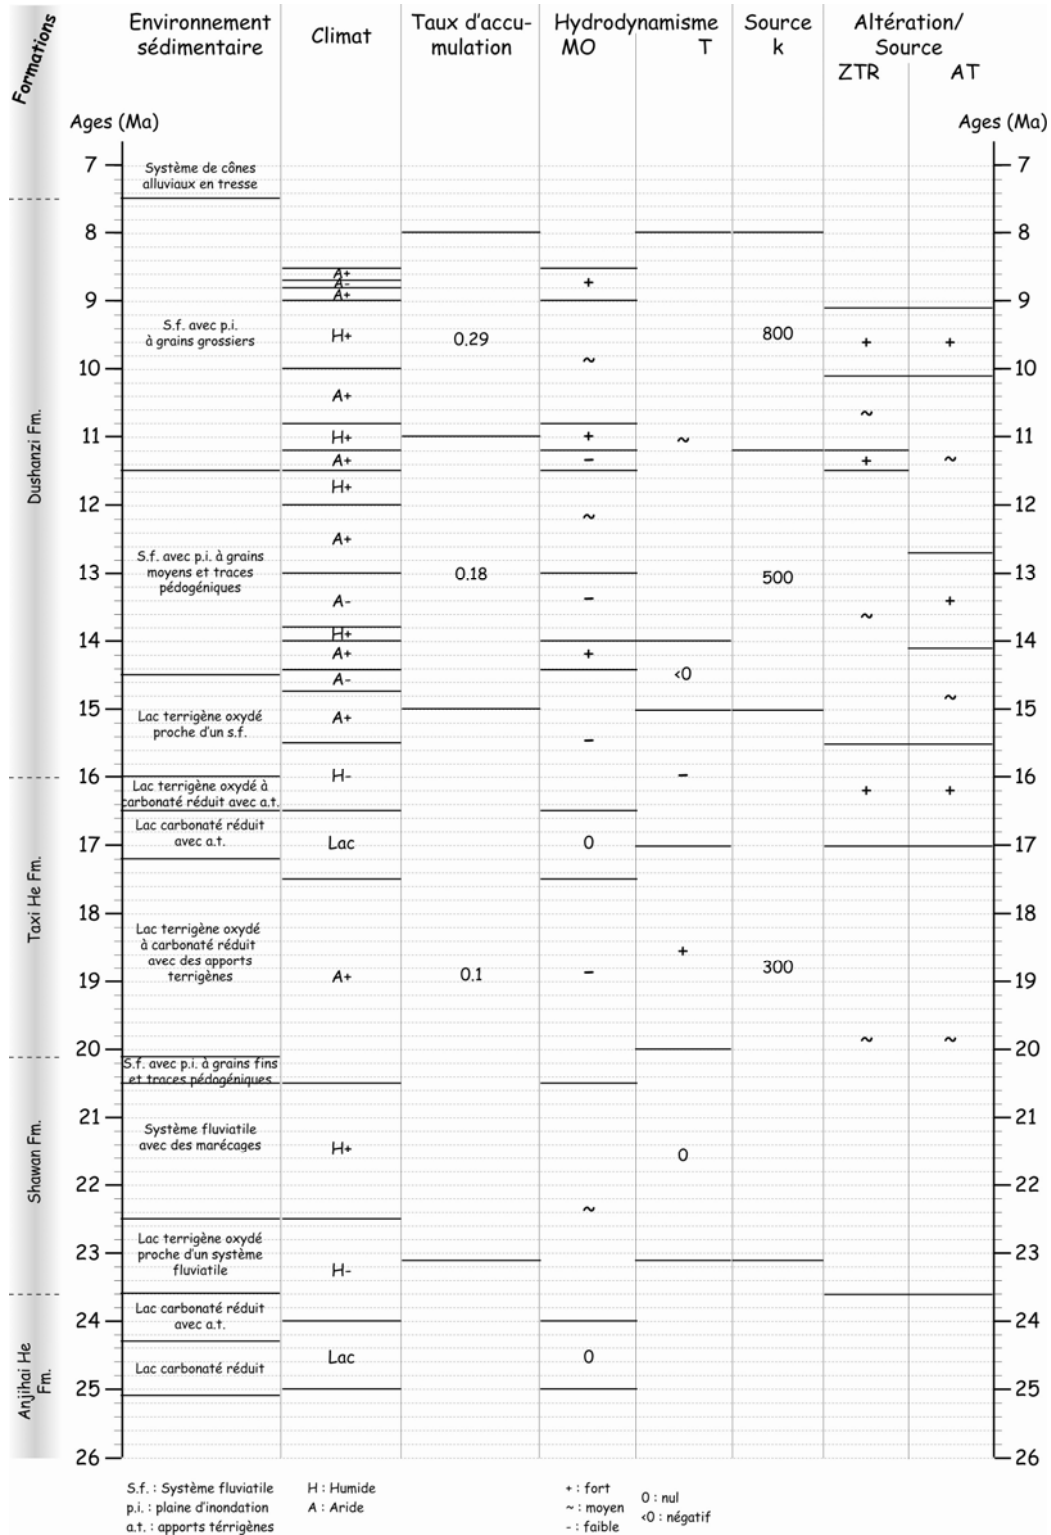 Formations
Environnement
sédimentaire
Climat
Taux d'accu-
mulation
Hydrodynamisme
MO T
Source
k
Altération/
Source
ZTR AT
Ages (Ma) Ages (Ma)
7 7
Système de cônes
alluviaux en tresse
8 8
A+
A-
A+
+
9 9
S.f. avec p.i.
à grains grossiers
H+ 0.29 ~ 800 + +
10 10
A+ ~
11 H+ + ~ 11
A+ - + ~
H+
Dushanzi Fm.
12 ~ 12
A+
S.f. avec p.i. à grains
moyens et traces
pédogéniques
13 0.18 500 13
A- - ~ +
H+
14 14
A+ +
A- <0 ~
15 15
Lac terrigène oxydé
proche d'un s.f.
A+ -
16 H- - 16
Lac terrigène oxydé à
carbonaté réduit avec a.t.
+ +
Lac carbonaté réduit
avec a.t.
17 Lac 0 17
Taxi He Fm.
18 18
Lac terrigène oxydé
à carbonaté réduit
avec des apports
terrigènes
+
19 A+ 0.1 - 300 19
20 ~ ~ 20
S.f. avec p.i. à grains fins
et traces pédogéniques
21 21
Système fluviatile
avec des marécages
H+ 0
Shawan Fm.
22 22
~
Lac terrigène oxydé
proche d'un système
fluviatile
23 23
H-
Lac carbonaté réduit
avec a.t.
24 24
Lac carbonaté réduit
Lac 0
Anjihai He
Fm.
25 25
26 26
S.f. : Système fluviatile
p.i. : plaine d'inondation
a.t. : apports térrigènes
H : Humide
A : Aride
+ : fort
~ : moyen
- : faible
0 : nul
<0 : négatif